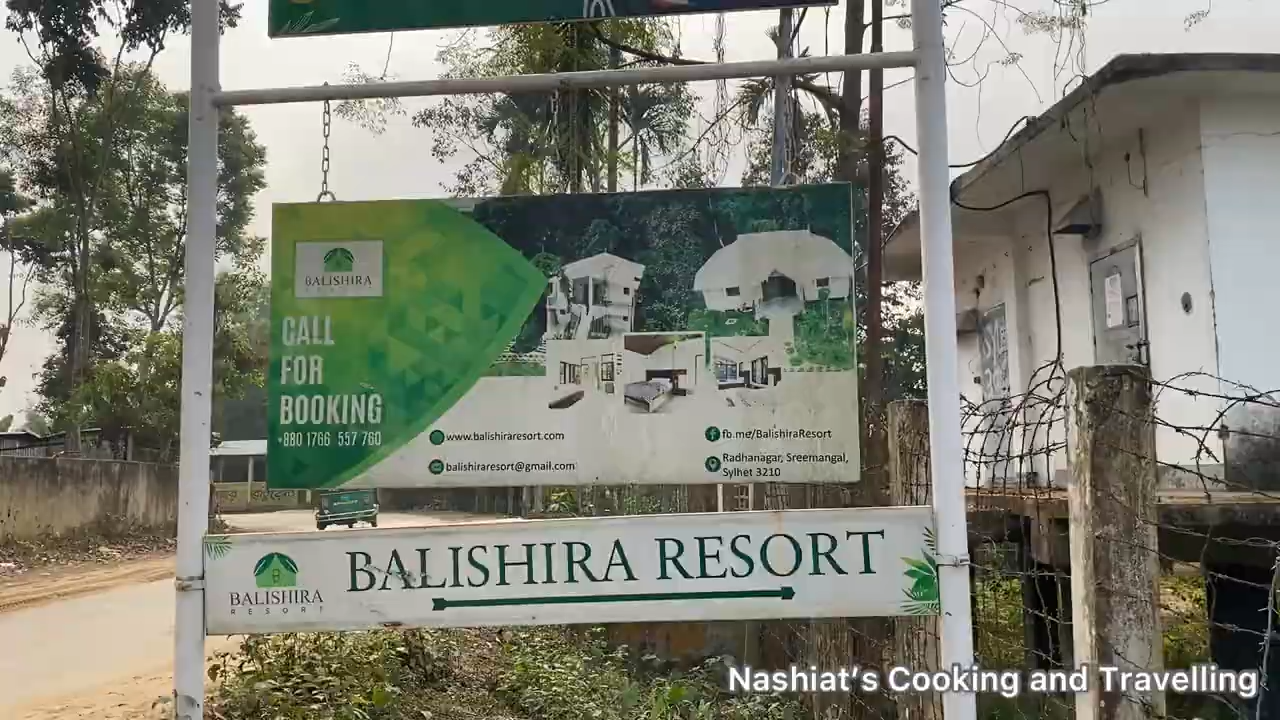 BALISHIRA
CALL
FOR
BOOKING
+880 1766 557 760
www.balishiraresort.com
balishiraresort@gmail.com
fb.me/BalishiraResort
Radhanagar, Sreemangal,
Sylhet 3210
BALISHIRA
RESORT
BALISHIRA RESORT
Nashiat's Cooking and Travelling